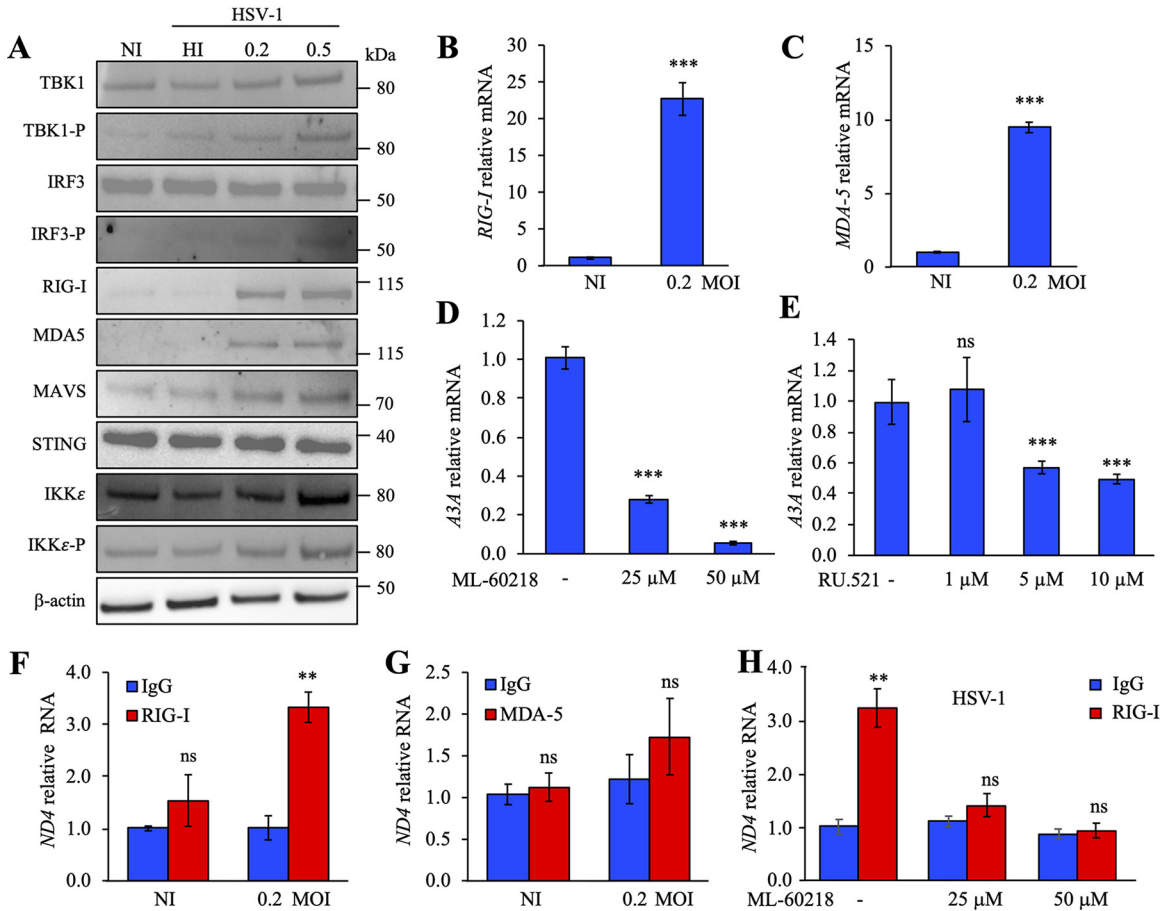 HSV-1
A NI HI 0.2 0.5 kDa
TBK1 80
TBK1-P 80
IRF3 50
IRF3-P 50
RIG-I 115
MDA5 115
MAVS 70
STING 40
IKKε 80
IKKε-P 80
β-actin 50
B
RIG-I relative mRNA
30
25
20
15
10
5
0
***
NI 0.2 MOI
C
MDA-5 relative mRNA
15
10
5
0
***
NI 0.2 MOI
D
A3A relative mRNA
1.2
1.0
0.8
0.6
0.4
0.2
0.0
***
***
ML-60218 - 25 μM 50 μM
E
A3A relative mRNA
1.4
1.2
1.0
0.8
0.6
0.4
0.2
0.0
ns
***
***
RU.521 - 1 μM 5 μM 10 μM
F
ND4 relative RNA
4.0
3.0
2.0
1.0
0.0
IgG
RIG-I
ns
**
NI 0.2 MOI
G
ND4 relative RNA
2.5
2.0
1.5
1.0
0.5
0.0
IgG
MDA-5
ns
ns
NI 0.2 MOI
H
ND4 relative RNA
4.0
3.0
2.0
1.0
0.0
**
HSV-1
IgG
RIG-I
ns
ns
ML-60218 - 25 μM 50 μM